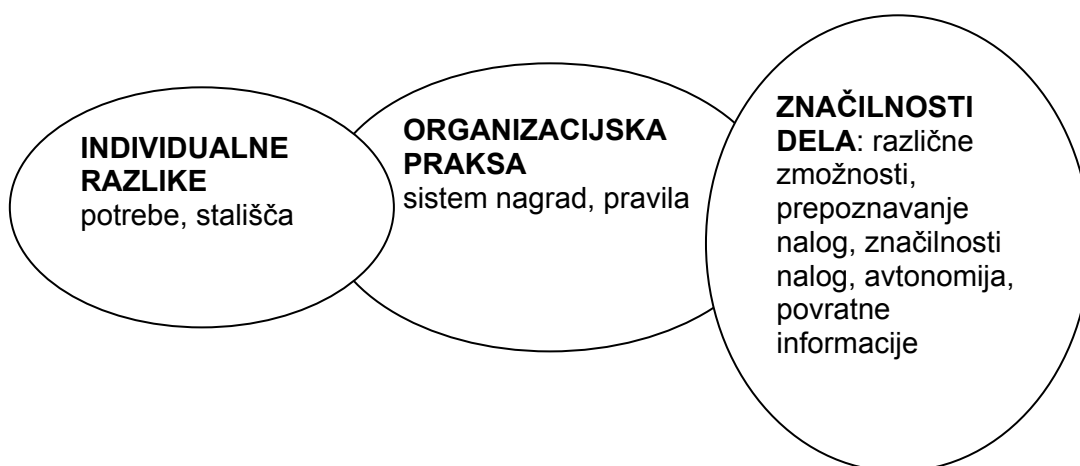 INDIVIDUALNE
RAZLIKE
potrebe, stališča
ORGANIZACIJSKA
PRAKSA
sistem nagrad, pravila
ZNAČILNOSTI
DELA: različne
zmožnosti,
prepoznavanje
nalog, značilnosti
nalog, avtonomija,
povratne
informacije